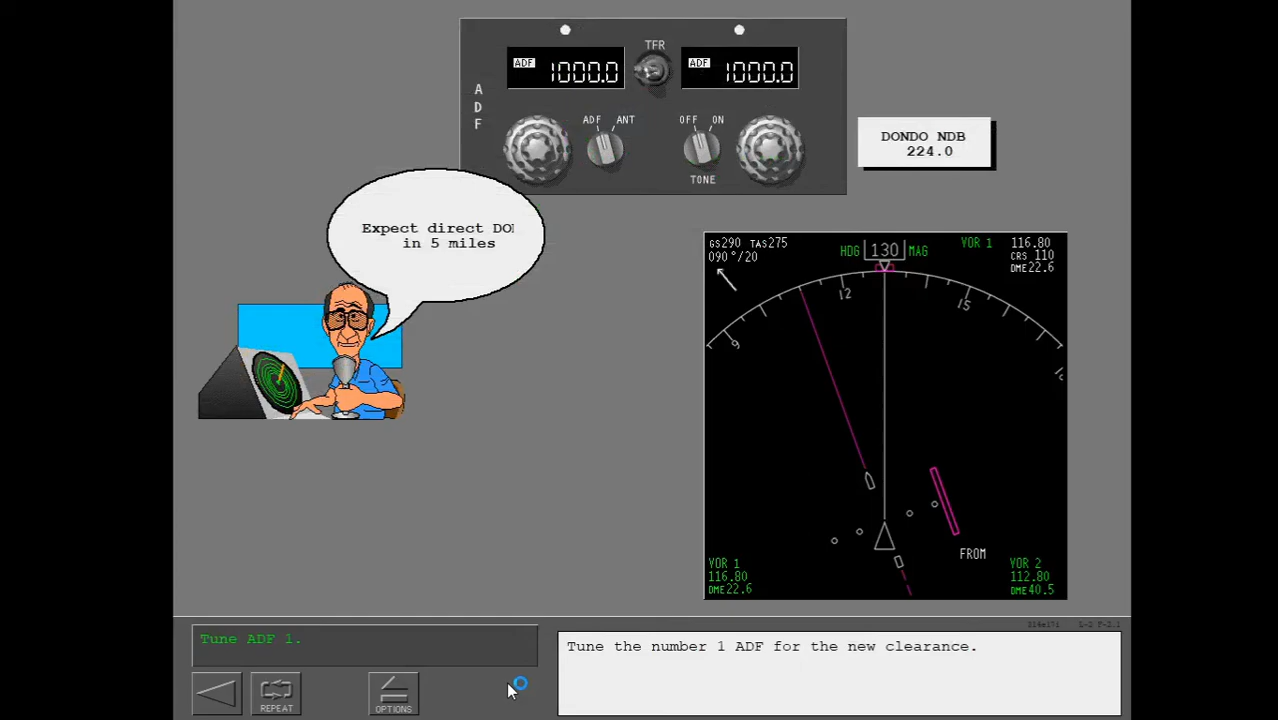 TFR
ADF 1000.0
ADF 1000.0
ADF
ADF ANT
OFF ON
TONE
DONDO NDB
224.0
Expect direct DO
in 5 miles
GS290 TAS275
090°/20
HDG 130 MAG
VOR 1
116.80
CRS 110
DME22.6
9
12
15
FROM
VOR 1
116.80
DME22.6
VOR 2
112.80
DME40.5
Tune ADF 1.
Tune the number 1 ADF for the new clearance.
REPEAT
OPTIONS